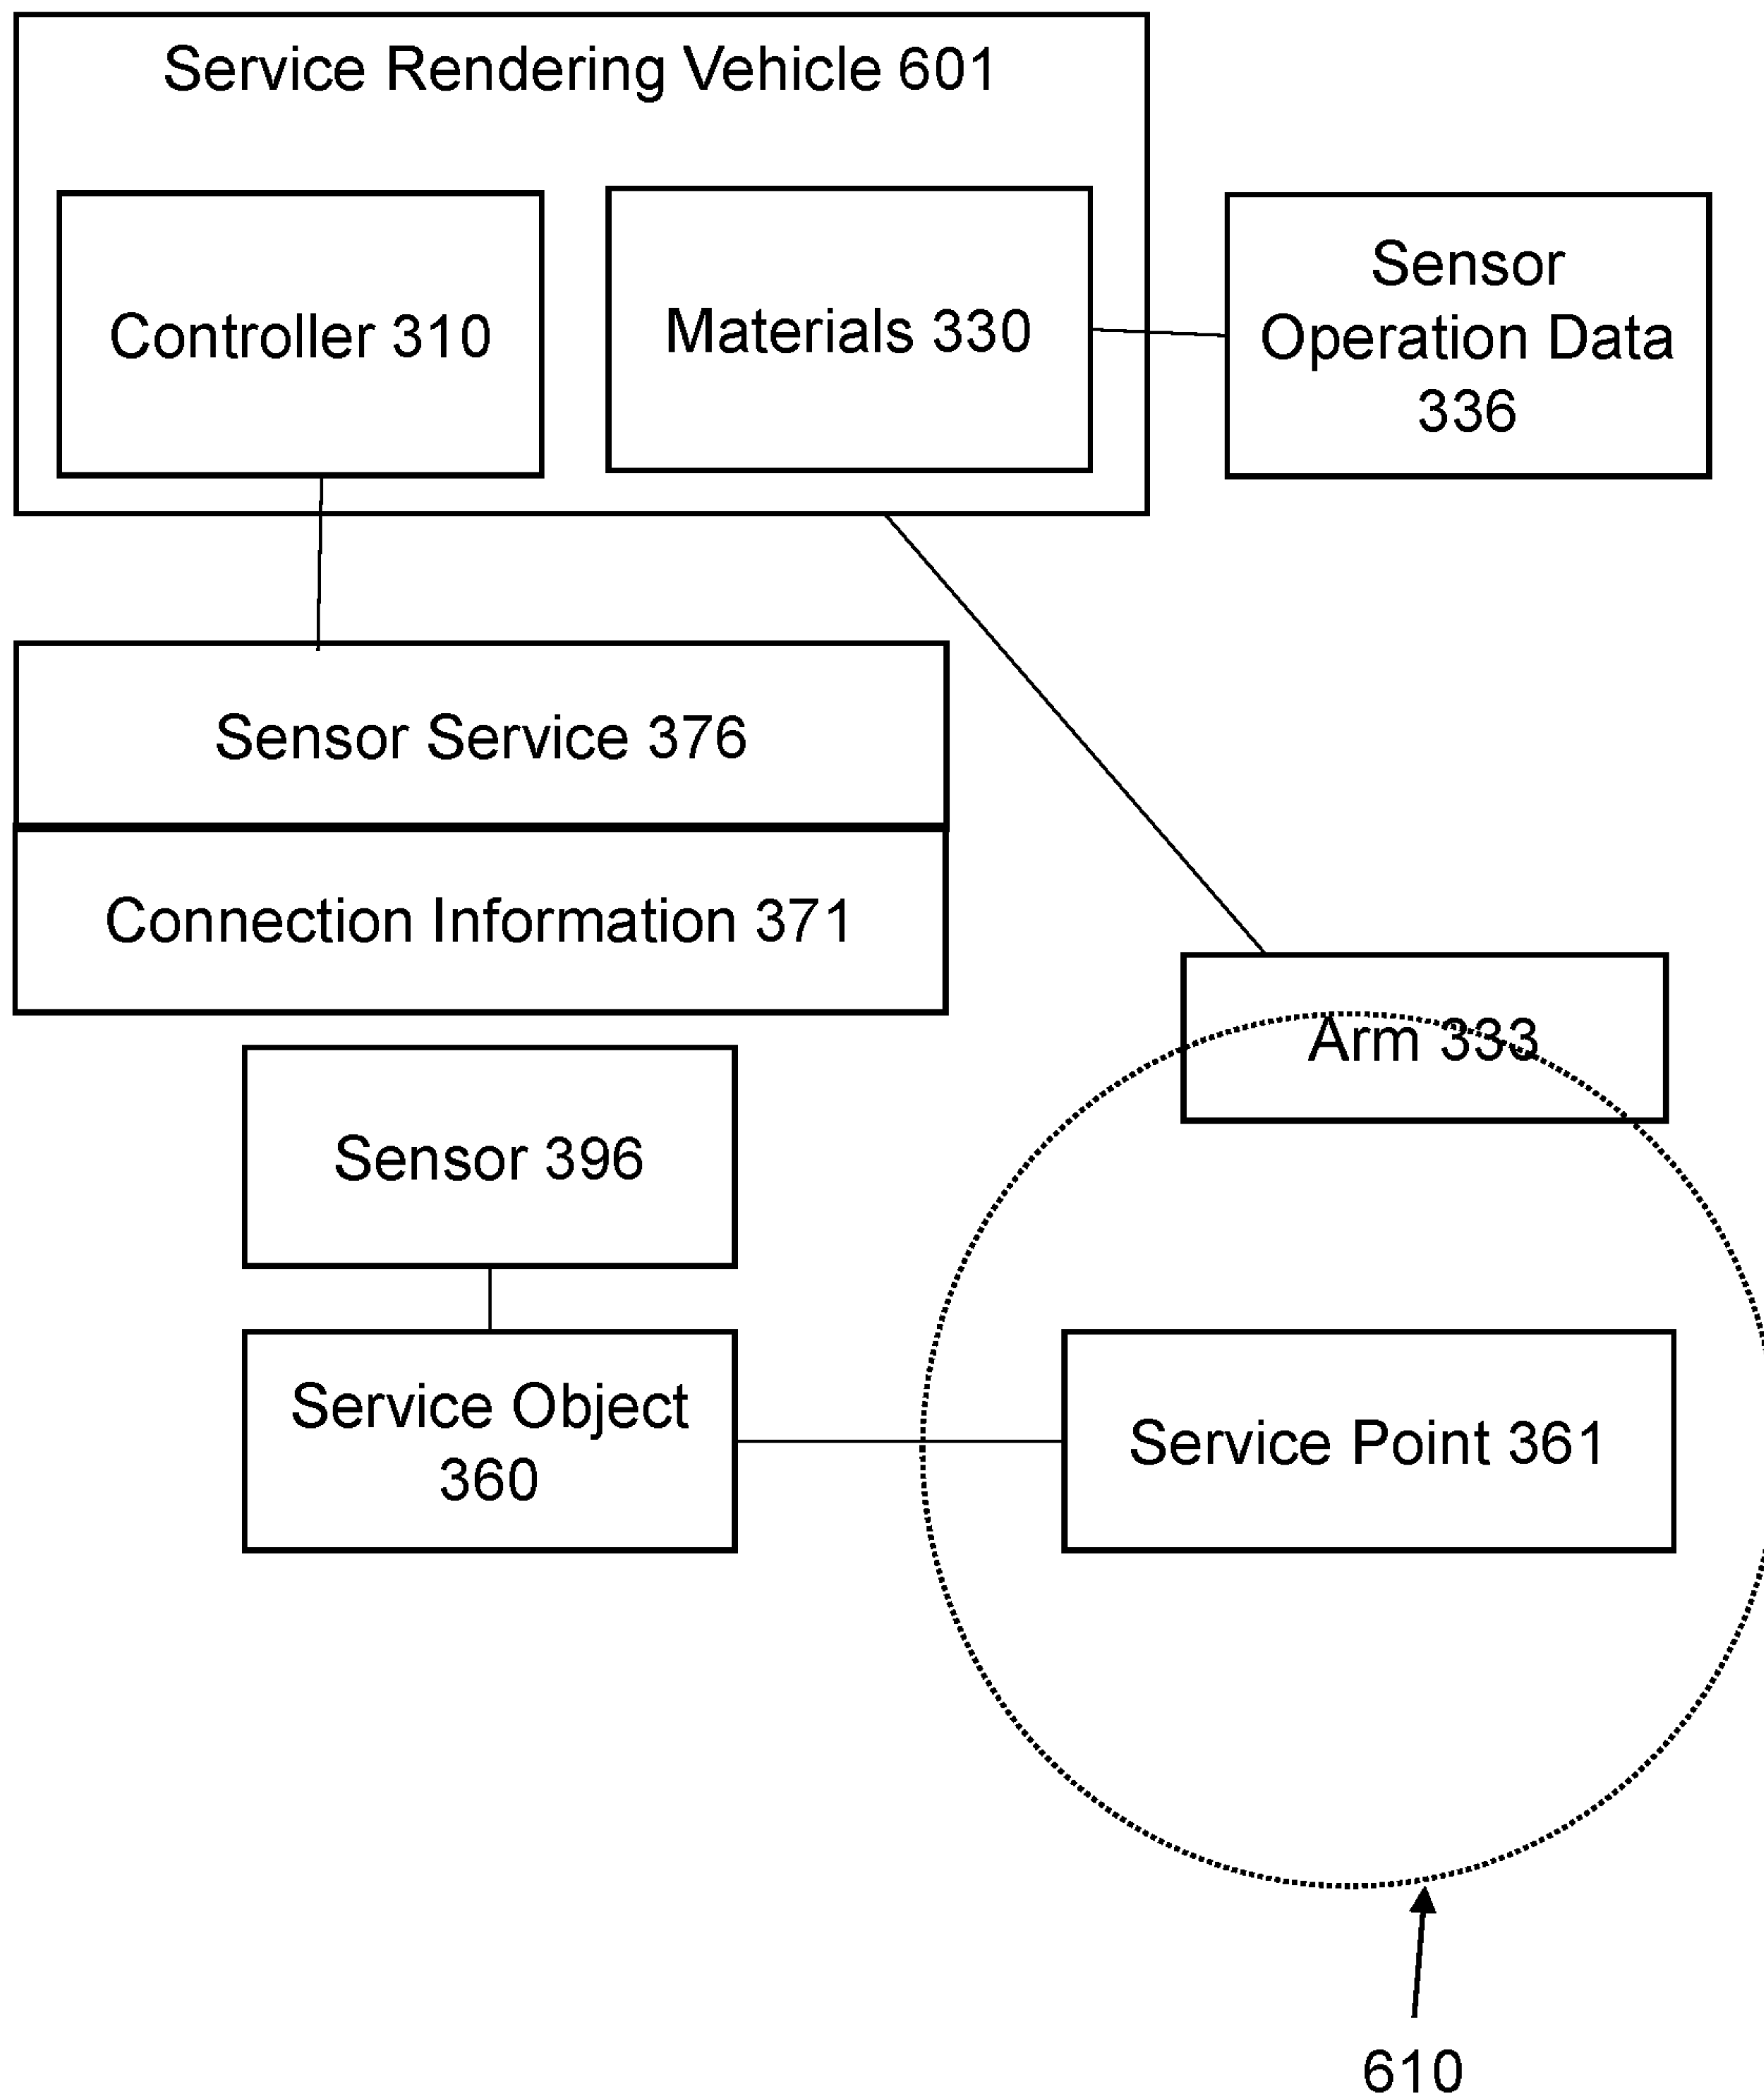 Service Rendering Vehicle 601
Controller 310
Materials 330
Sensor
Operation Data
336
Sensor Service 376
Connection Information 371
Arm 333
Sensor 396
Service Object
360
Service Point 361
610